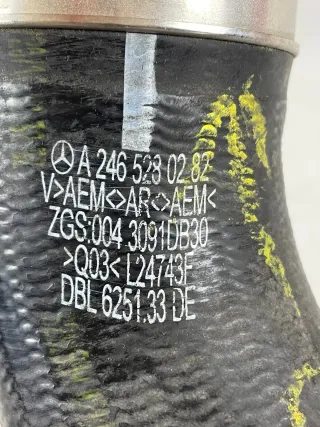 A 246 528 02 82
V>AEM<>AR<>AEM<
ZGS:004 3091DB30
>Q03< L24743F
DBL 6251.33 DE